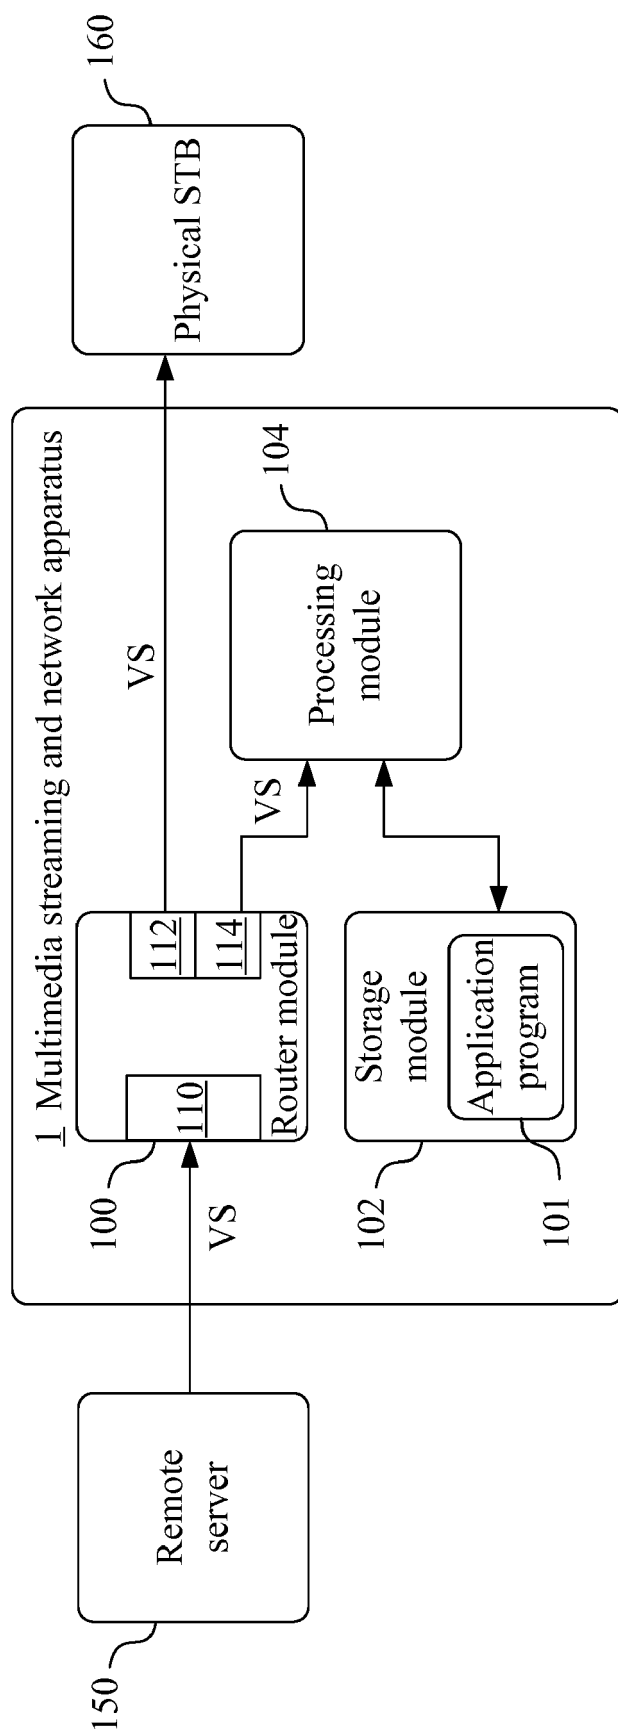 1 Multimedia streaming and network apparatus
150
Remote
server
VS
100
110
Router module
112
114
VS
VS
Processing
module
104
Physical STB
160
102
Storage
module
Application
program
101